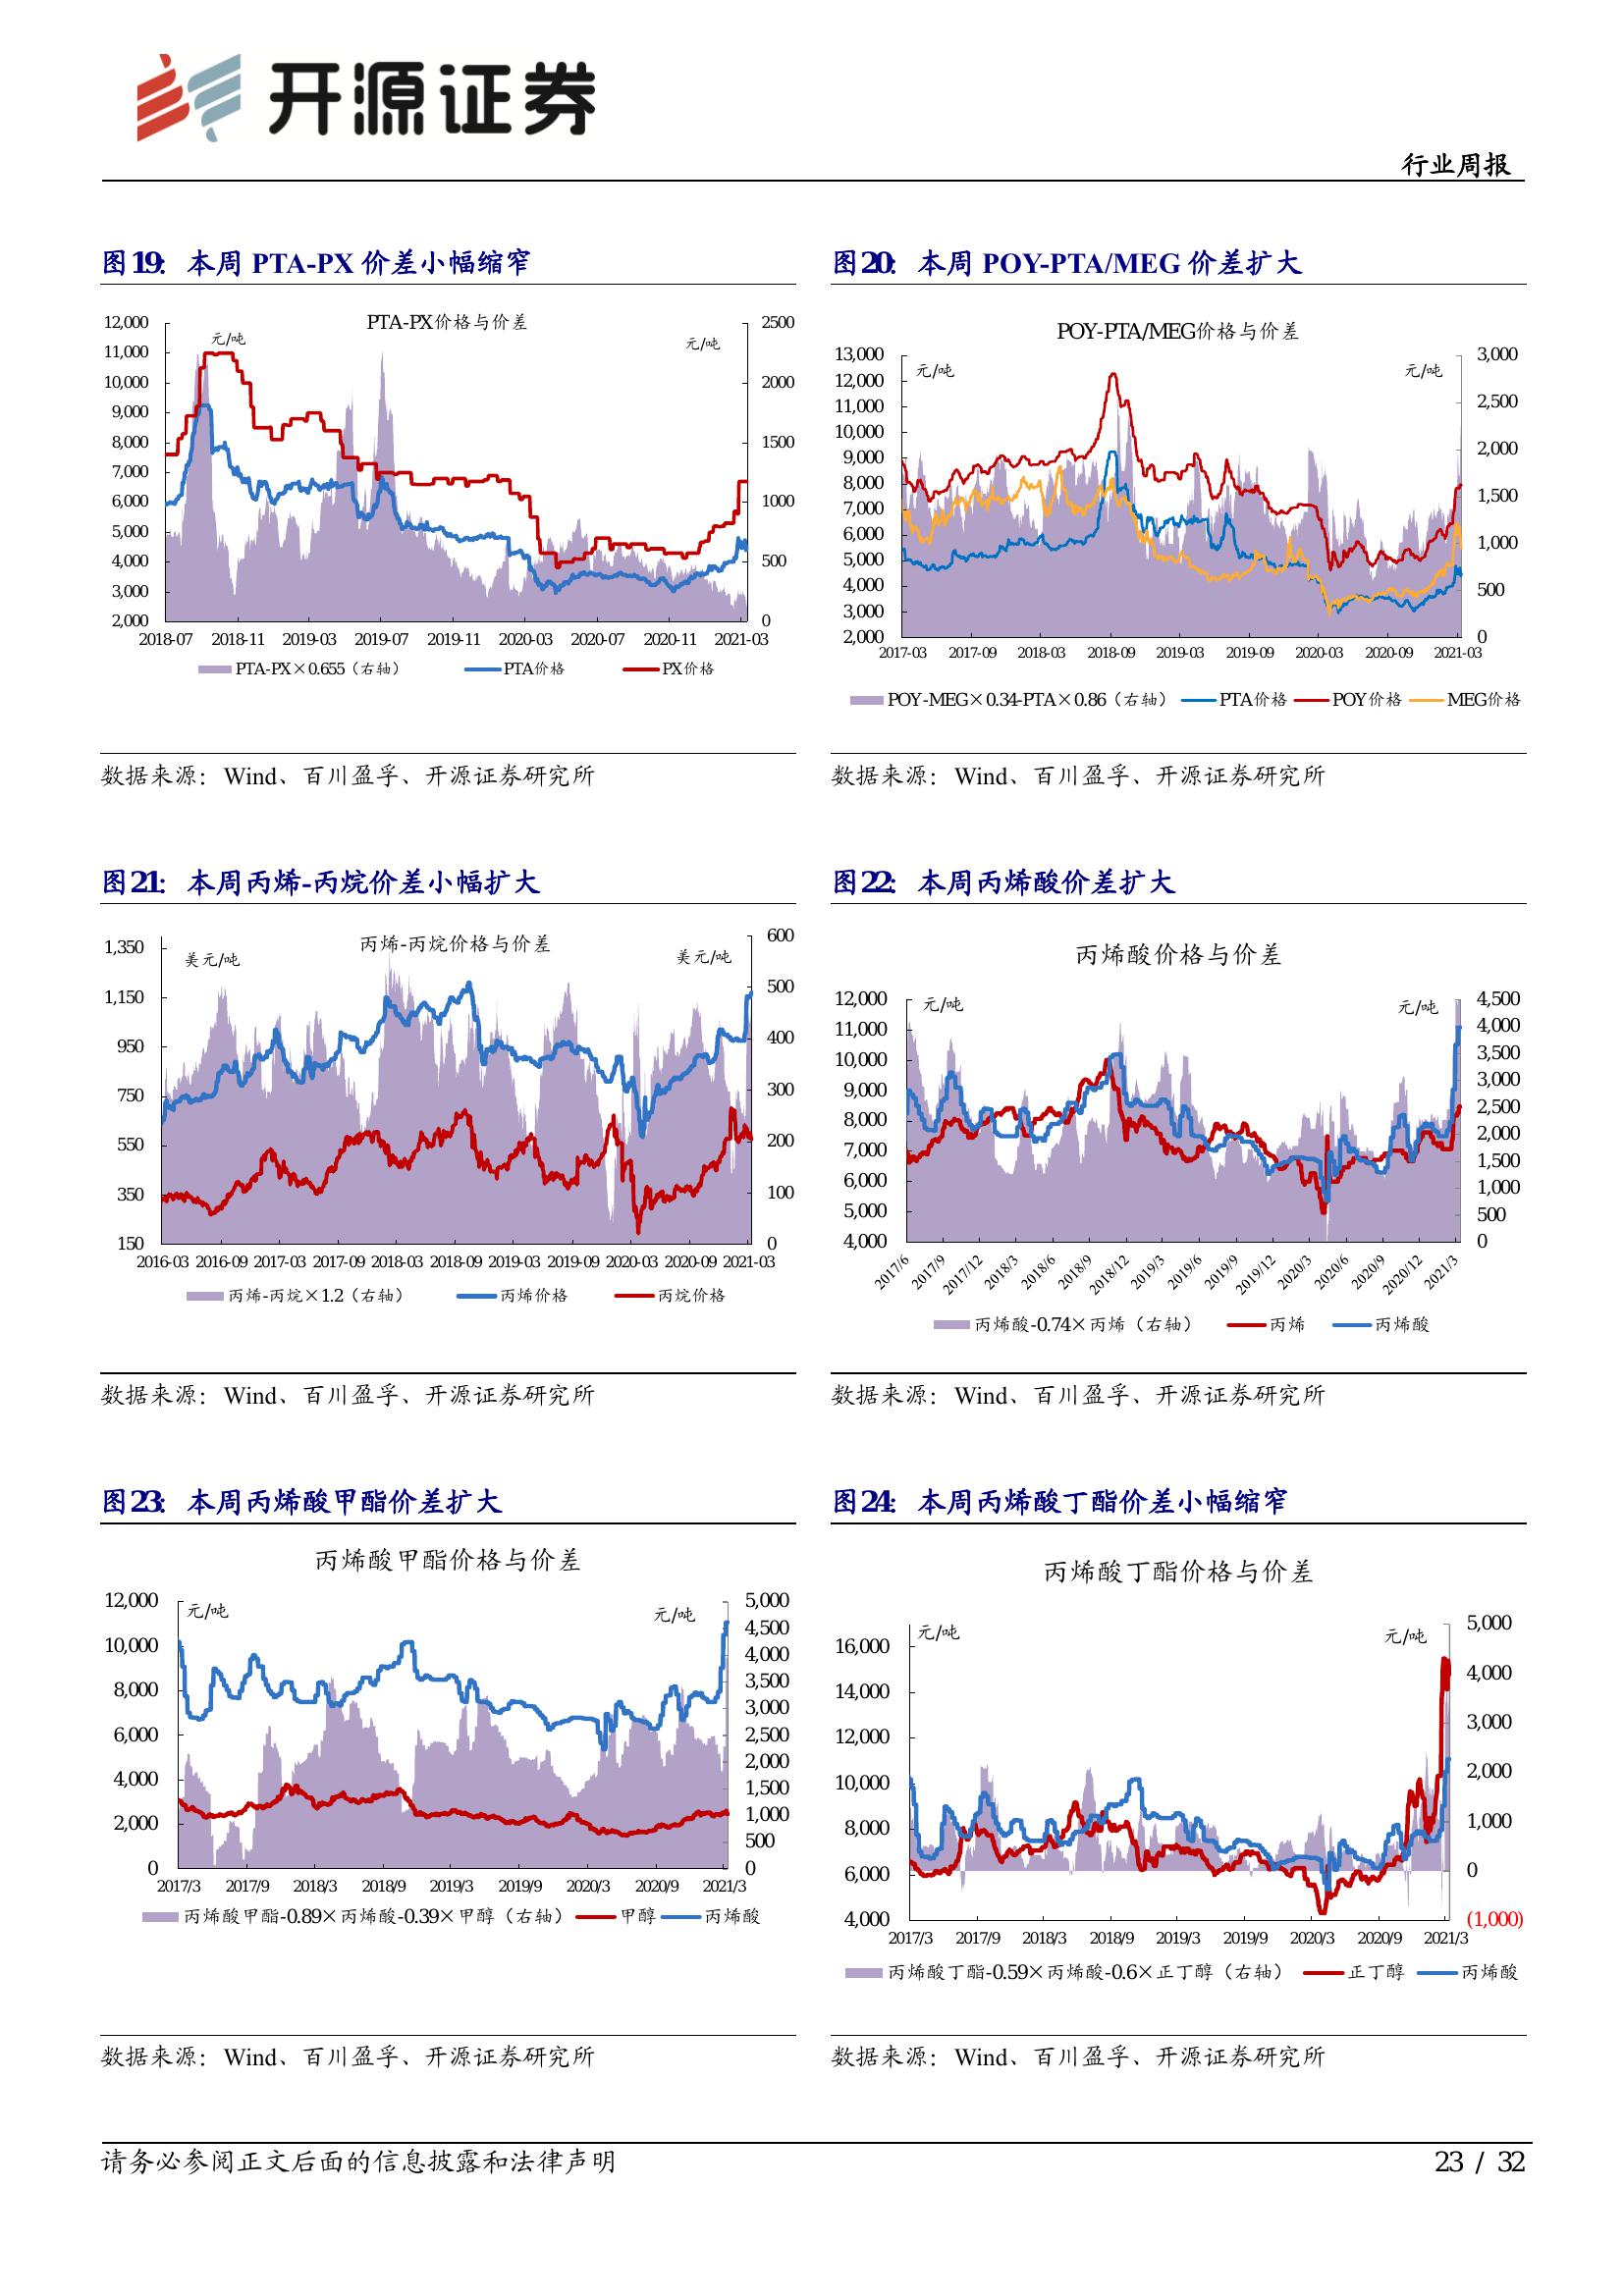 开源证券
行业周报
图19： 本周 PTA-PX 价差小幅缩窄
PTA-PX价格与价差
元/吨
元/吨
12,000
11,000
10,000
9,000
8,000
7,000
6,000
5,000
4,000
3,000
2,000
2500
2000
1500
1000
500
0
2018-07 2018-11 2019-03 2019-07 2019-11 2020-03 2020-07 2020-11 2021-03
PTA-PX×0.655（右轴） PTA价格 PX价格
数据来源：Wind、百川盈孚、开源证券研究所
图20： 本周 POY-PTA/MEG 价差扩大
POY-PTA/MEG价格与价差
元/吨
元/吨
13,000
12,000
11,000
10,000
9,000
8,000
7,000
6,000
5,000
4,000
3,000
2,000
3,000
2,500
2,000
1,500
1,000
500
0
2017-03 2017-09 2018-03 2018-09 2019-03 2019-09 2020-03 2020-09 2021-03
POY-MEG×0.34-PTA×0.86（右轴） PTA价格 POY价格 MEG价格
数据来源：Wind、百川盈孚、开源证券研究所
图21： 本周丙烯-丙烷价差小幅扩大
丙烯-丙烷价格与价差
美元/吨
美元/吨
1,350
1,150
950
750
550
350
150
600
500
400
300
200
100
0
2016-03 2016-09 2017-03 2017-09 2018-03 2018-09 2019-03 2019-09 2020-03 2020-09 2021-03
丙烯-丙烷×1.2（右轴） 丙烯价格 丙烷价格
数据来源：Wind、百川盈孚、开源证券研究所
图22： 本周丙烯酸价差扩大
丙烯酸价格与价差
元/吨
元/吨
12,000
11,000
10,000
9,000
8,000
7,000
6,000
5,000
4,000
4,500
4,000
3,500
3,000
2,500
2,000
1,500
1,000
500
0
2017/6 2017/9 2017/12 2018/3 2018/6 2018/9 2018/12 2019/3 2019/6 2019/9 2019/12 2020/3 2020/6 2020/9 2020/12 2021/3
丙烯酸-0.74×丙烯（右轴） 丙烯 丙烯酸
数据来源：Wind、百川盈孚、开源证券研究所
图23： 本周丙烯酸甲酯价差扩大
丙烯酸甲酯价格与价差
元/吨
元/吨
12,000
10,000
8,000
6,000
4,000
2,000
0
5,000
4,500
4,000
3,500
3,000
2,500
2,000
1,500
1,000
500
0
2017/3 2017/9 2018/3 2018/9 2019/3 2019/9 2020/3 2020/9 2021/3
丙烯酸甲酯-0.89×丙烯酸-0.39×甲醇（右轴） 甲醇 丙烯酸
数据来源：Wind、百川盈孚、开源证券研究所
图24： 本周丙烯酸丁酯价差小幅缩窄
丙烯酸丁酯价格与价差
元/吨
元/吨
16,000
14,000
12,000
10,000
8,000
6,000
4,000
5,000
4,000
3,000
2,000
1,000
0
(1,000)
2017/3 2017/9 2018/3 2018/9 2019/3 2019/9 2020/3 2020/9 2021/3
丙烯酸丁酯-0.59×丙烯酸-0.6×正丁醇（右轴） 正丁醇 丙烯酸
数据来源：Wind、百川盈孚、开源证券研究所
请务必参阅正文后面的信息披露和法律声明
23 / 32